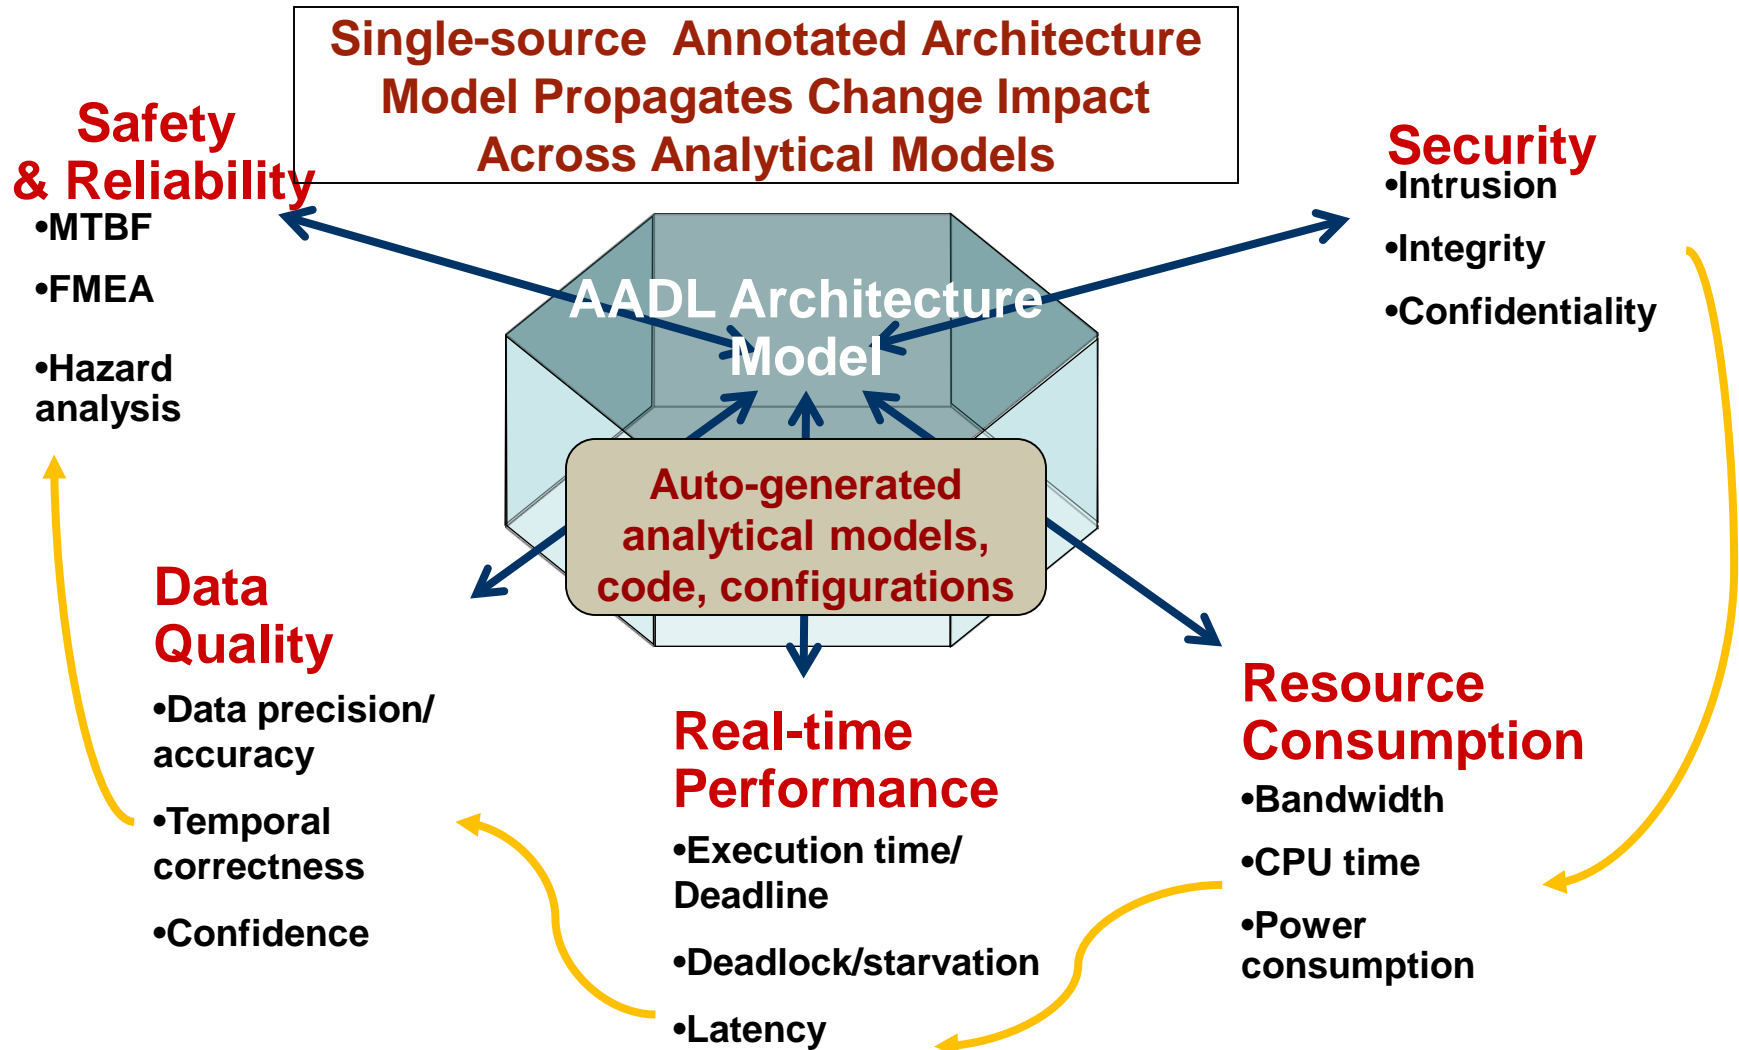 Single-source  Annotated Architecture
Model Propagates Change Impact
Across Analytical Models
Safety
& Reliability
•MTBF
•FMEA
•Hazard
analysis
Security
•Intrusion
•Integrity
•Confidentiality
AADL Architecture
Model
Auto-generated
analytical models,
code, configurations
Data
Quality
•Data precision/
accuracy
•Temporal
correctness
•Confidence
Real-time
Performance
•Execution time/
Deadline
•Deadlock/starvation
•Latency
Resource
Consumption
•Bandwidth
•CPU time
•Power
consumption